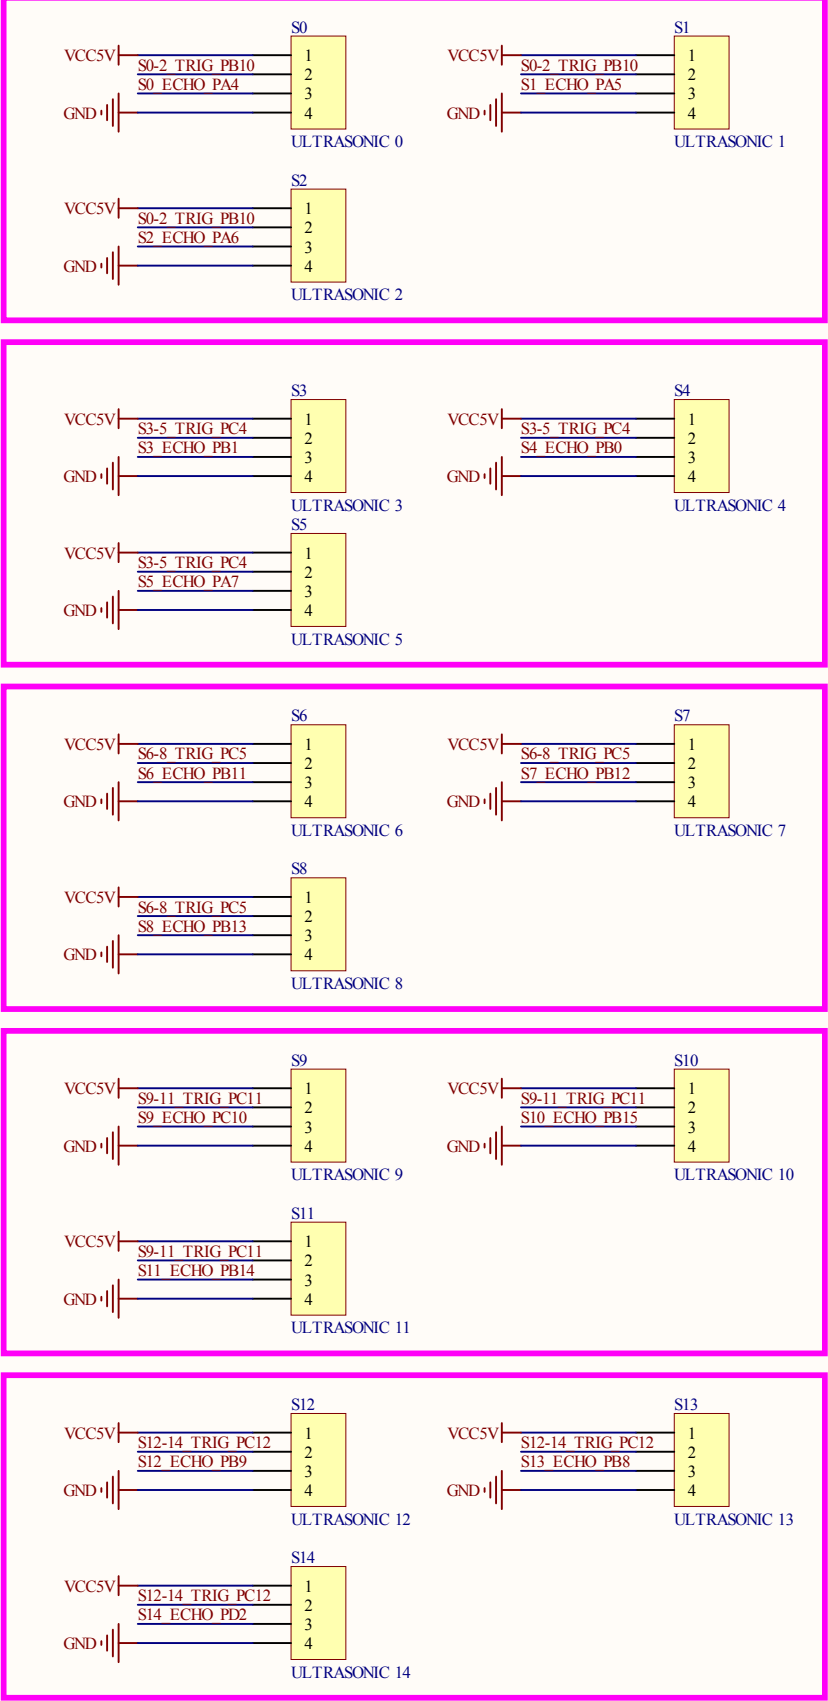 S0
VCC5V
1
S0-2 TRIG PB10
2
S0 ECHO PA4
3
GND
4
ULTRASONIC 0
S1
VCC5V
1
S0-2 TRIG PB10
2
S1 ECHO PA5
3
GND
4
ULTRASONIC 1
S2
VCC5V
1
S0-2 TRIG PB10
2
S2 ECHO PA6
3
GND
4
ULTRASONIC 2
S3
VCC5V
1
S3-5 TRIG PC4
2
S3 ECHO PB1
3
GND
4
ULTRASONIC 3
S4
VCC5V
1
S3-5 TRIG PC4
2
S4 ECHO PB0
3
GND
4
ULTRASONIC 4
S5
VCC5V
1
S3-5 TRIG PC4
2
S5 ECHO PA7
3
GND
4
ULTRASONIC 5
S6
VCC5V
1
S6-8 TRIG PC5
2
S6 ECHO PB11
3
GND
4
ULTRASONIC 6
S7
VCC5V
1
S6-8 TRIG PC5
2
S7 ECHO PB12
3
GND
4
ULTRASONIC 7
S8
VCC5V
1
S6-8 TRIG PC5
2
S8 ECHO PB13
3
GND
4
ULTRASONIC 8
S9
VCC5V
1
S9-11 TRIG PC11
2
S9 ECHO PC10
3
GND
4
ULTRASONIC 9
S10
VCC5V
1
S9-11 TRIG PC11
2
S10 ECHO PB15
3
GND
4
ULTRASONIC 10
S11
VCC5V
1
S9-11 TRIG PC11
2
S11 ECHO PB14
3
GND
4
ULTRASONIC 11
S12
VCC5V
1
S12-14 TRIG PC12
2
S12 ECHO PB9
3
GND
4
ULTRASONIC 12
S13
VCC5V
1
S12-14 TRIG PC12
2
S13 ECHO PB8
3
GND
4
ULTRASONIC 13
S14
VCC5V
1
S12-14 TRIG PC12
2
S14 ECHO PD2
3
GND
4
ULTRASONIC 14